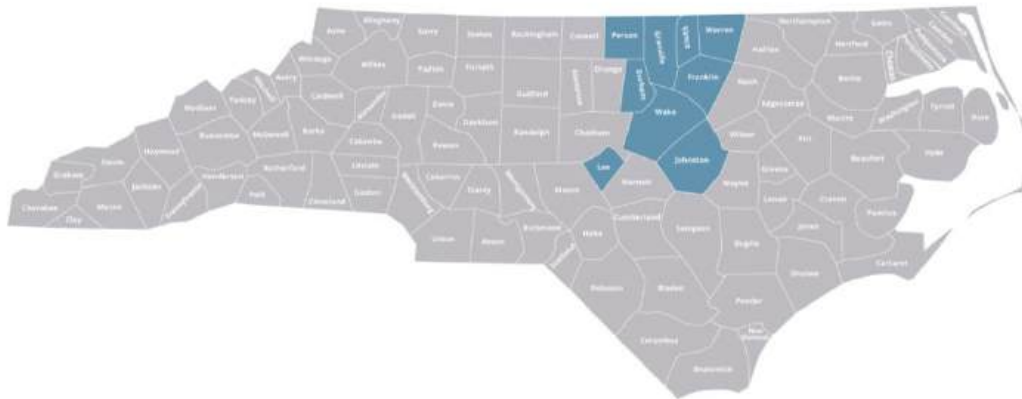 Alleghany
Ashe
Surry
Stokes
Rockingham
Caswell
Person
Granville
Vance
Warren
Northampton
Gates
Halifax
Hertford
Wilkes
Yadkin
Forsyth
Guilford
Orange
Durham
Franklin
Nash
Bertie
Chowan
Avery
Caldwell
Davie
Davidson
Randolph
Chatham
Wake
Edgecombe
Martin
Washington
Tyrrell
Dare
Madison
Yancey
Burke
Iredell
Rowan
Wilson
Pitt
Beaufort
Hyde
Buncombe
McDowell
Catawba
Haywood
Swain
Graham
Rutherford
Lincoln
Lee
Johnston
Greene
Wayne
Cherokee
Clay
Macon
Jackson
Henderson
Polk
Cleveland
Gaston
Cabarrus
Stanly
Moore
Harnett
Lenoir
Craven
Pamlico
Union
Anson
Richmond
Hoke
Cumberland
Sampson
Duplin
Jones
Carteret
Robeson
Bladen
Onslow
Pender
Columbus
New
Hanover
Brunswick